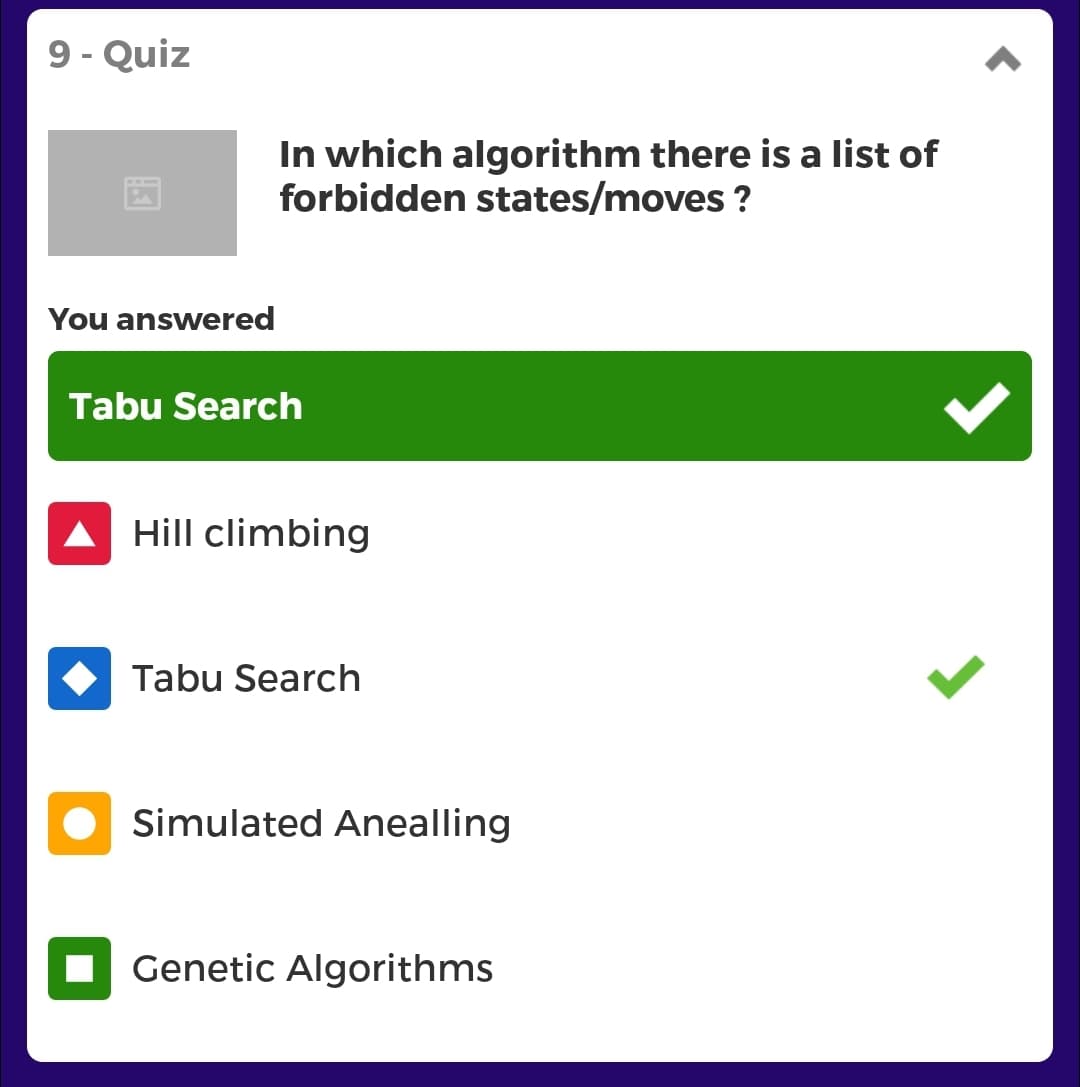 9 - Quiz
In which algorithm there is a list of
forbidden states/moves ?
You answered
Tabu Search
Hill climbing
Tabu Search
Simulated Anealling
Genetic Algorithms